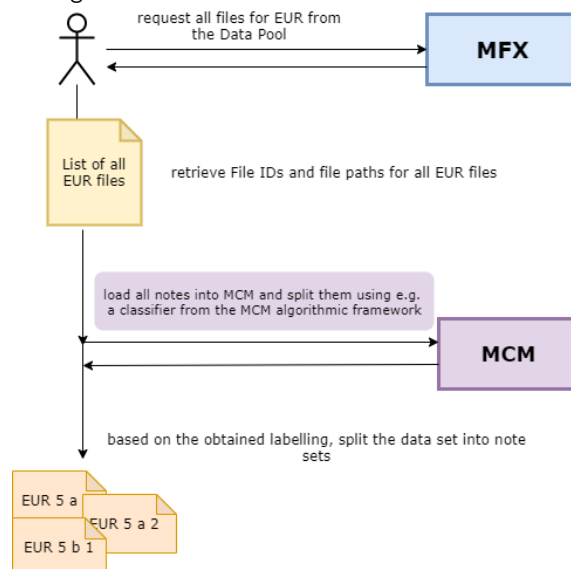 request all files for EUR from
the Data Pool
MFX
List of all
EUR files
retrieve File IDs and file paths for all EUR files
load all notes into MCM and split them using e.g.
a classifier from the MCM algorithmic framework
MCM
based on the obtained labelling, split the data set into note
sets
EUR 5 a
EUR 5 a 2
EUR 5 b 1